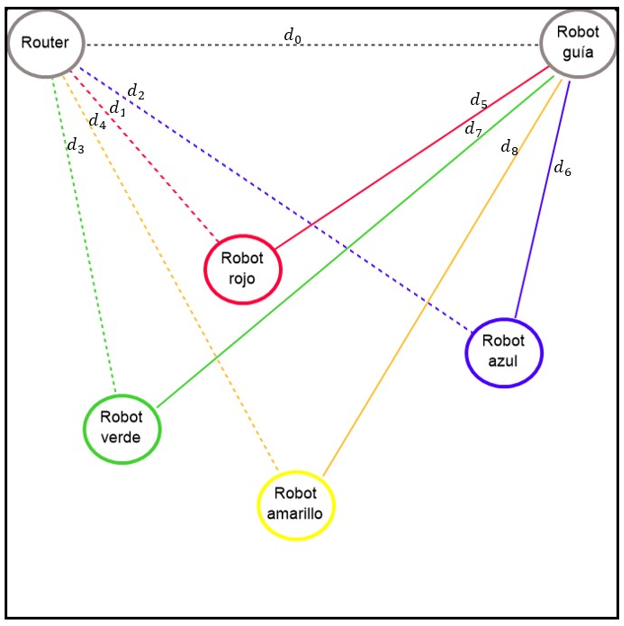 Router
d₀
Robot
guía
d₂
d₁
d₄
d₃
d₅
d₇
d₈
d₆
Robot
rojo
Robot
azul
Robot
verde
Robot
amarillo